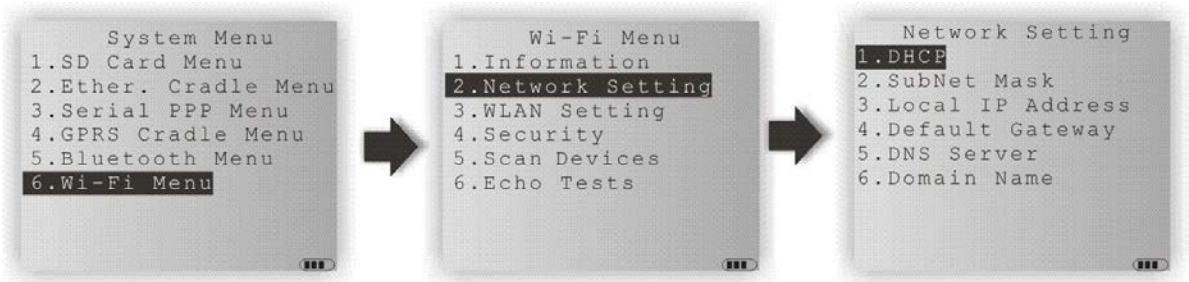 System Menu
1.SD Card Menu
2.Ether. Cradle Menu
3.Serial PPP Menu
4.GPRS Cradle Menu
5.Bluetooth Menu
6.Wi-Fi Menu
Wi-Fi Menu
1.Information
2.Network Setting
3.WLAN Setting
4.Security
5.Scan Devices
6.Echo Tests
Network Setting
1.DHCP
2.SubNet Mask
3.Local IP Address
4.Default Gateway
5.DNS Server
6.Domain Name